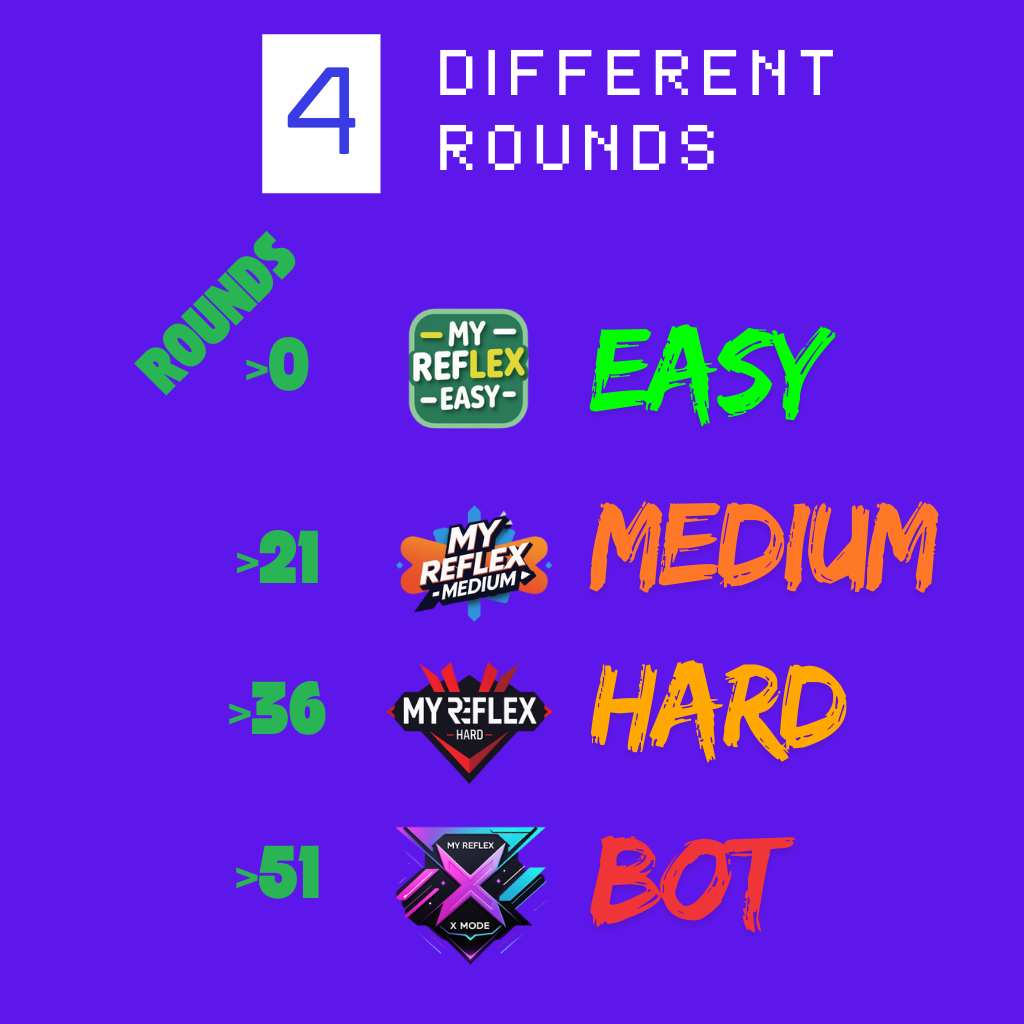 4
DIFFERENT
ROUNDS
ROUNDS
>0
MY
REFLEX
-EASY-
EASY
>21
MY
REFLEX
-MEDIUM
MEDIUM
>36
MY REFLEX
-HARD-
HARD
>51
MY REFLEX
X
X MODE
BOT